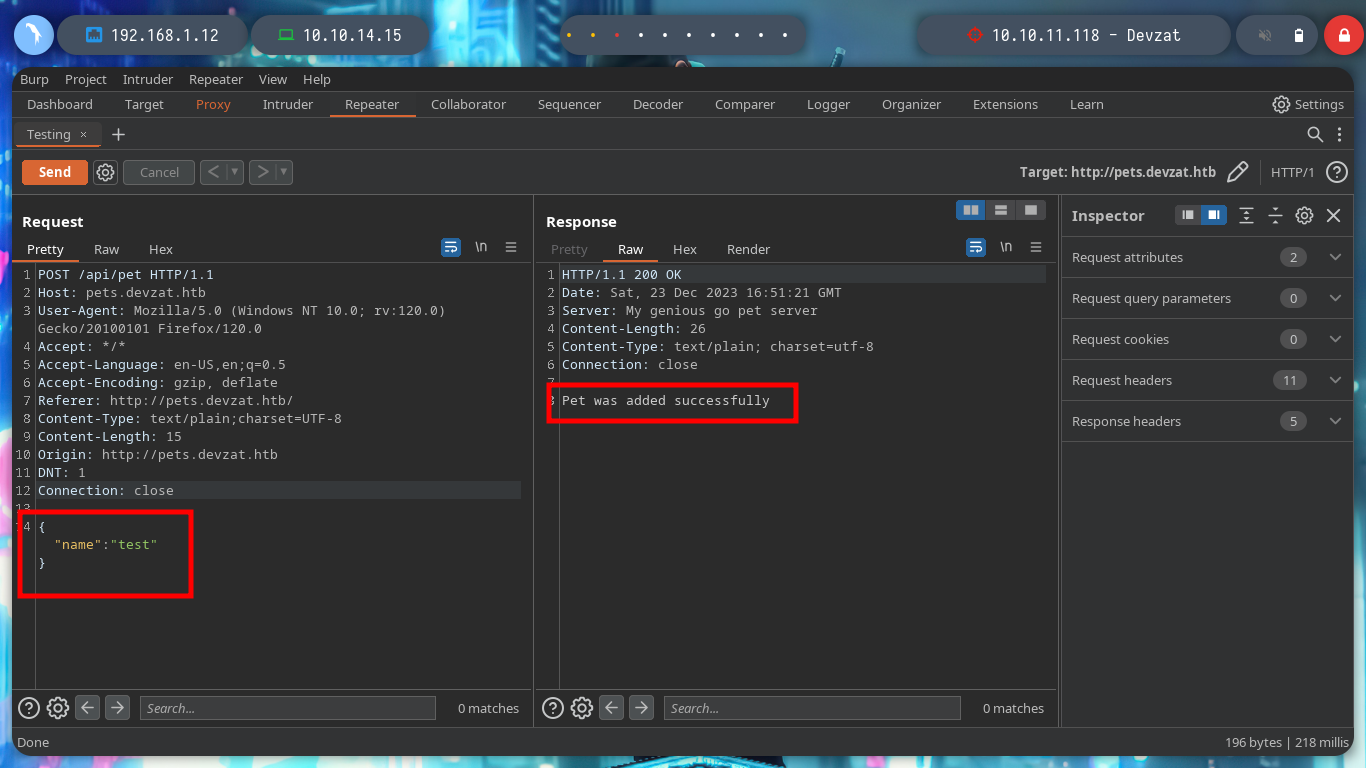 192.168.1.12
10.10.14.15
10.10.11.118 - Devzat
Burp Project Intruder Repeater View Help
Dashboard Target Proxy Intruder Repeater Collaborator Sequencer Decoder Comparer Logger Organizer Extensions Learn Settings
Testing × +
Send Cancel < > Target: http://pets.devzat.htb HTTP/1 ?
Request
Pretty Raw Hex \n
1 POST /api/pet HTTP/1.1
2 Host: pets.devzat.htb
3 User-Agent: Mozilla/5.0 (Windows NT 10.0; rv:120.0)
Gecko/20100101 Firefox/120.0
4 Accept: */*
5 Accept-Language: en-US,en;q=0.5
6 Accept-Encoding: gzip, deflate
7 Referer: http://pets.devzat.htb/
8 Content-Type: text/plain;charset=UTF-8
9 Content-Length: 15
10 Origin: http://pets.devzat.htb
11 DNT: 1
12 Connection: close
13
14 {
"name":"test"
}
? Search... 0 matches
Response
Pretty Raw Hex Render \n
1 HTTP/1.1 200 OK
2 Date: Sat, 23 Dec 2023 16:51:21 GMT
3 Server: My genious go pet server
4 Content-Length: 26
5 Content-Type: text/plain; charset=utf-8
6 Connection: close
7
8 Pet was added successfully
? Search... 0 matches
Inspector
Request attributes 2
Request query parameters 0
Request cookies 0
Request headers 11
Response headers 5
Done 196 bytes | 218 millis